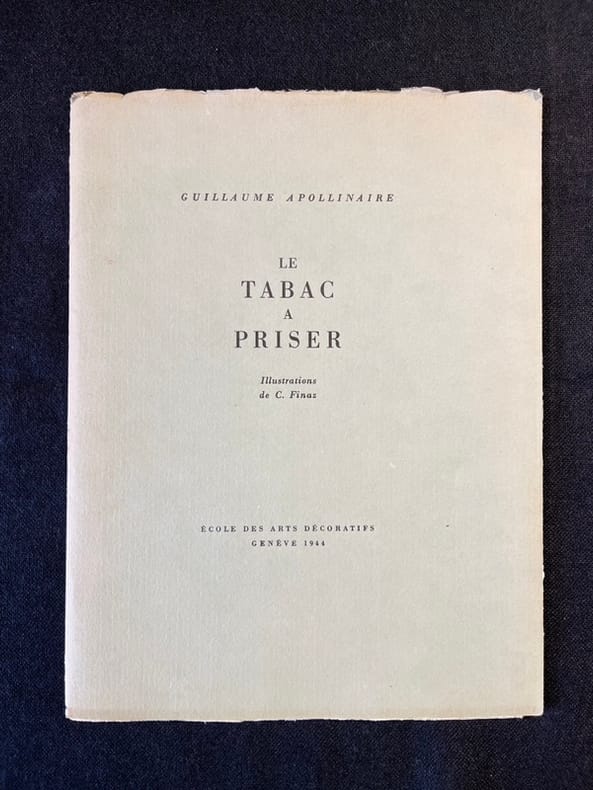 GUILLAUME APOLLINAIRE
LE
TABAC
A
PRISER
Illustrations
de C. Finaz
ÉCOLE DES ARTS DÉCORATIFS
GENÈVE 1944